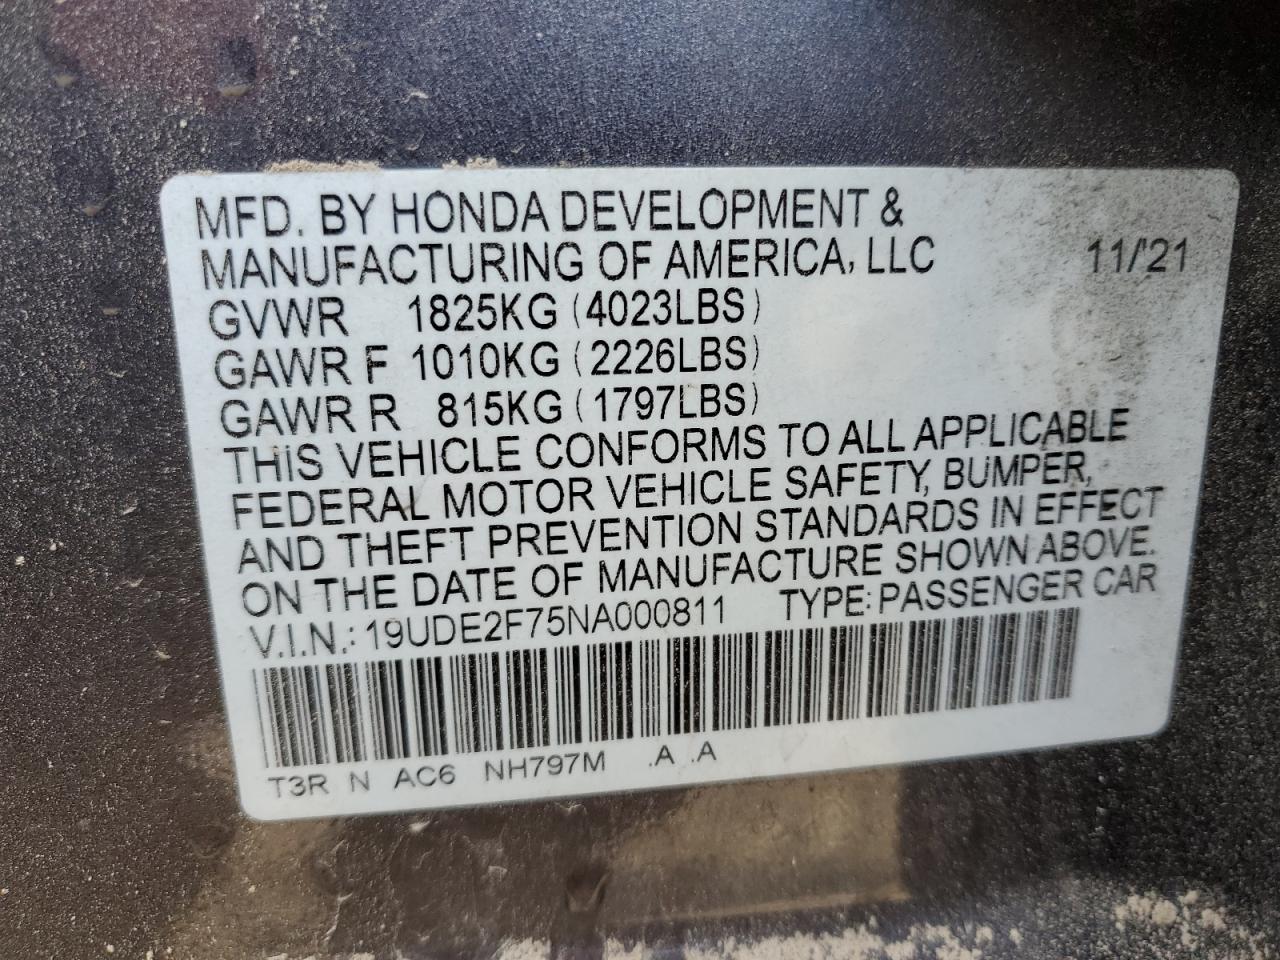 MFD. BY HONDA DEVELOPMENT &
MANUFACTURING OF AMERICA, LLC 11/'21
GVWR 1825KG (4023LBS)
GAWR F 1010KG (2226LBS)
GAWR R 815KG (1797LBS)
THIS VEHICLE CONFORMS TO ALL APPLICABLE
FEDERAL MOTOR VEHICLE SAFETY, BUMPER,
AND THEFT PREVENTION STANDARDS IN EFFECT
ON THE DATE OF MANUFACTURE SHOWN ABOVE.
V.I.N.: 19UDE2F75NA000811 TYPE: PASSENGER CAR
T3R N AC6 NH797M .A .A